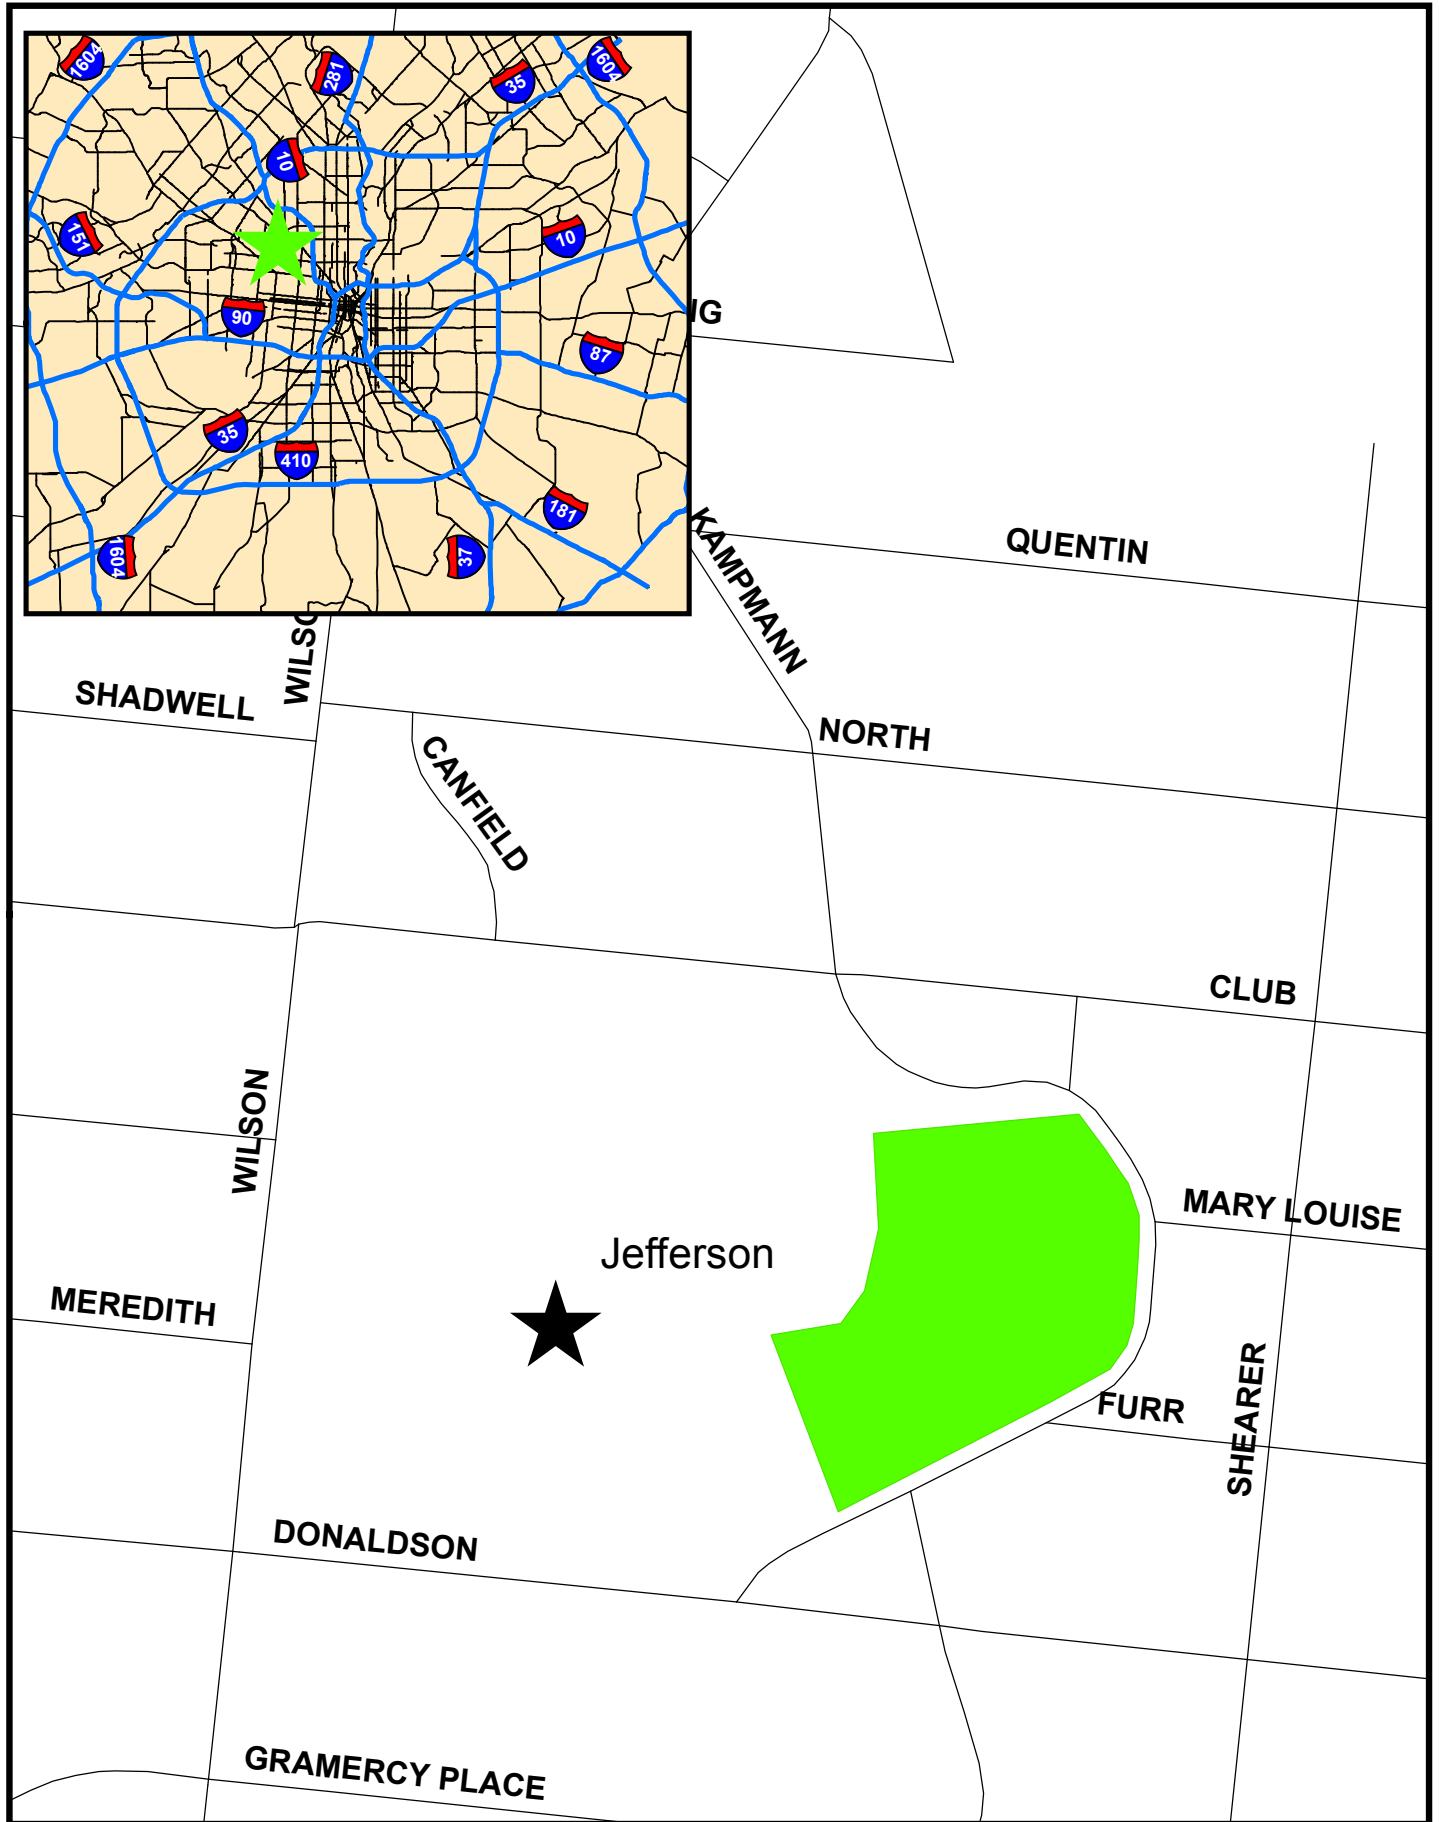 1604
281
35
1604
10
151
10
90
87
35
410
181
1604
37
IG
QUENTIN
KAMPMANN
WILSO
SHADWELL
NORTH
CANFIELD
CLUB
WILSON
MARY LOUISE
Jefferson
MEREDITH
SHEARER
FURR
DONALDSON
GRAMERCY PLACE